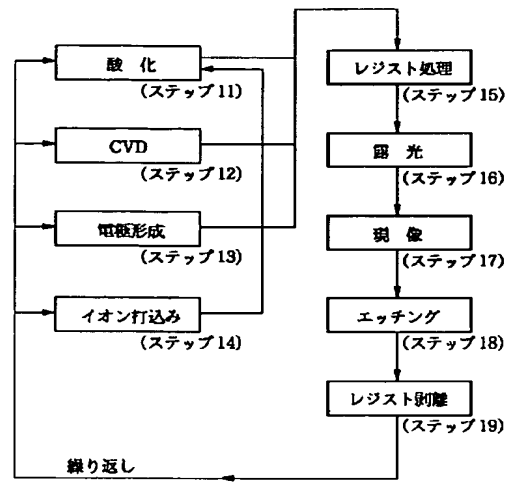 酸 化
(ステップ11)
CVD
(ステップ12)
電極形成
(ステップ13)
イオン打込み
(ステップ14)
レジスト処理
(ステップ15)
露 光
(ステップ16)
現 像
(ステップ17)
エッチング
(ステップ18)
レジスト剥離
(ステップ19)
繰り返し